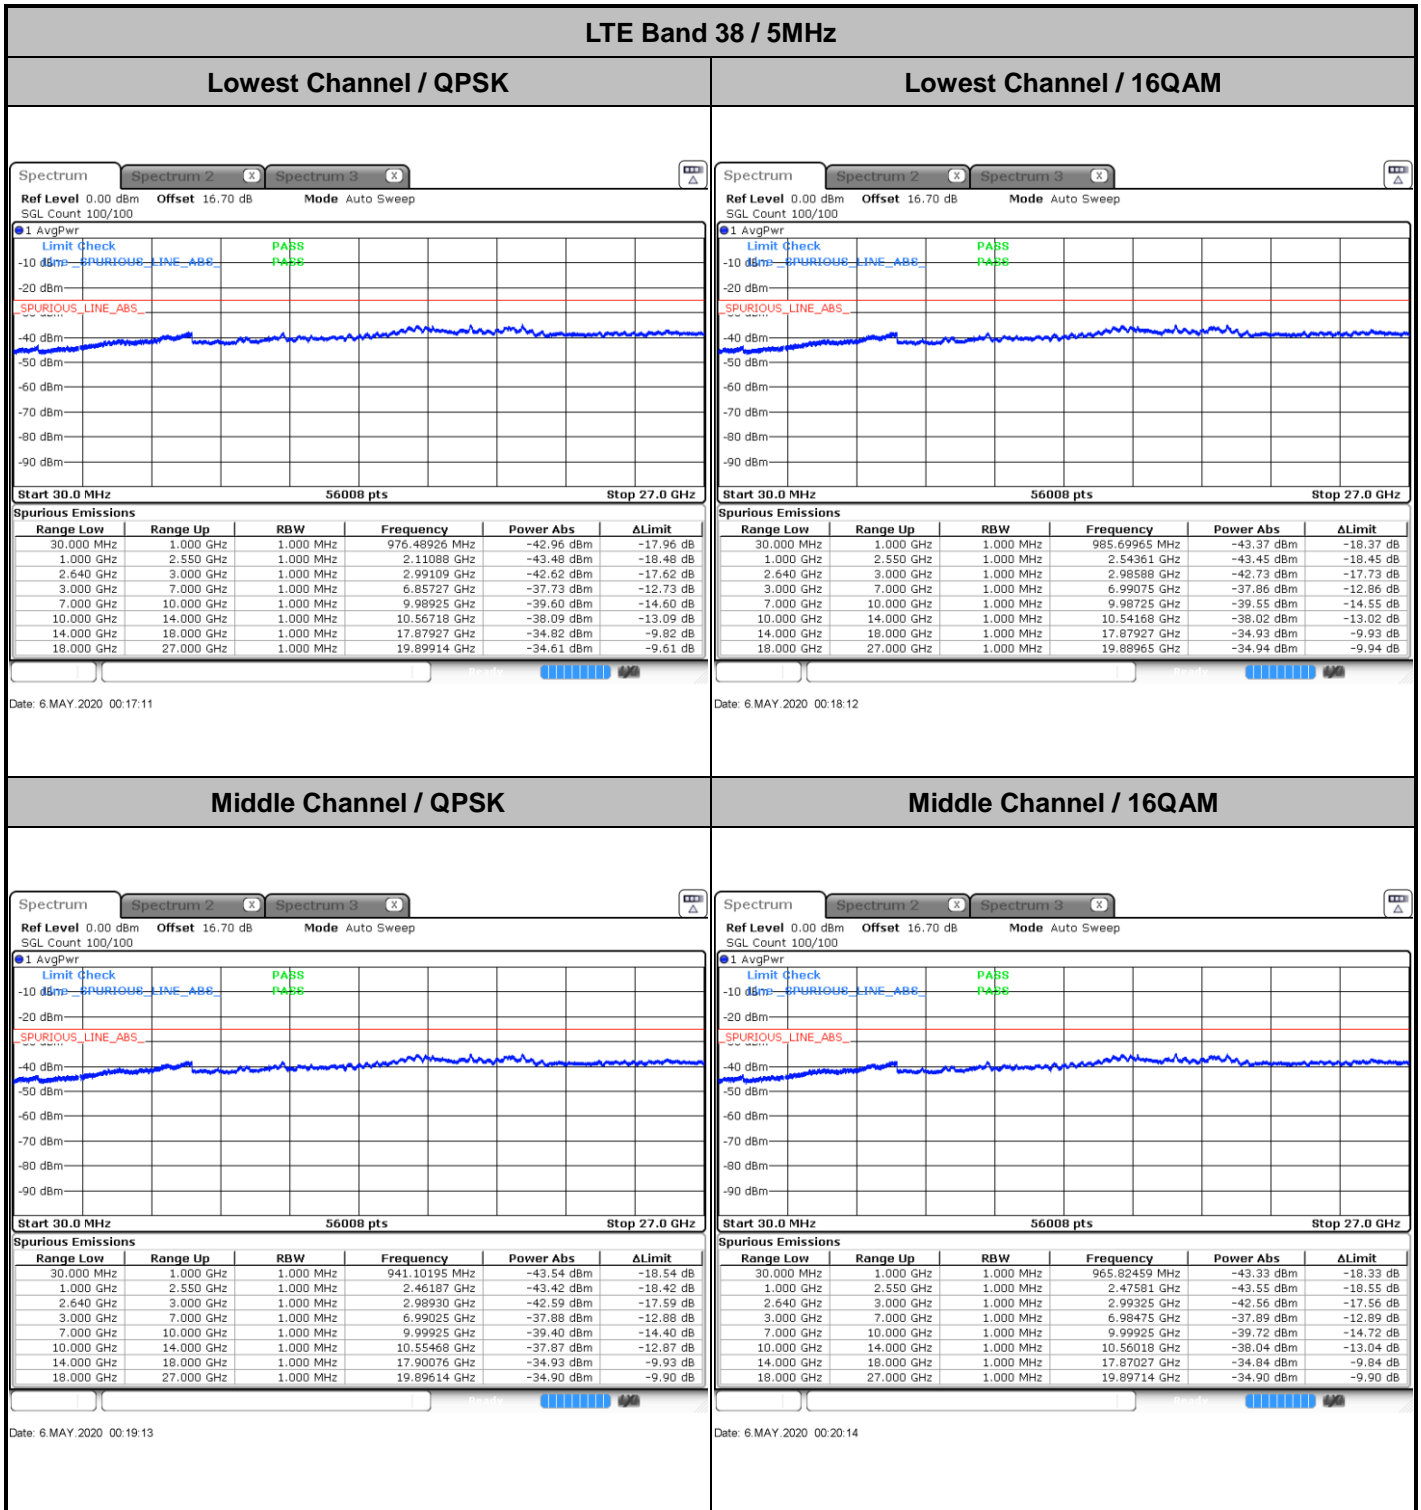 LTE Band 38 / 5MHz
Lowest Channel / QPSK
Lowest Channel / 16QAM
Spectrum Spectrum 2 X Spectrum 3 X
Ref Level 0.00 dBm Offset 16.70 dB Mode Auto Sweep
SGL Count 100/100
1 AvgPwr
Limit Check PASS
-10 dBm Line _SPURIOUS_LINE_ABS_ PASS
-20 dBm
_SPURIOUS_LINE_ABS_
-40 dBm
-50 dBm
-60 dBm
-70 dBm
-80 dBm
-90 dBm
Start 30.0 MHz 56008 pts Stop 27.0 GHz
Spurious Emissions
Range Low Range Up RBW Frequency Power Abs ΔLimit
30.000 MHz 1.000 GHz 1.000 MHz 976.48926 MHz -42.96 dBm -17.96 dB
1.000 GHz 2.550 GHz 1.000 MHz 2.11088 GHz -43.48 dBm -18.48 dB
2.640 GHz 3.000 GHz 1.000 MHz 2.99109 GHz -42.62 dBm -17.62 dB
3.000 GHz 7.000 GHz 1.000 MHz 6.85727 GHz -37.73 dBm -12.73 dB
7.000 GHz 10.000 GHz 1.000 MHz 9.98925 GHz -39.60 dBm -14.60 dB
10.000 GHz 14.000 GHz 1.000 MHz 10.56718 GHz -38.09 dBm -13.09 dB
14.000 GHz 18.000 GHz 1.000 MHz 17.87927 GHz -34.82 dBm -9.82 dB
18.000 GHz 27.000 GHz 1.000 MHz 19.89914 GHz -34.61 dBm -9.61 dB
Ready
Date: 6.MAY.2020 00:17:11
Spectrum Spectrum 2 X Spectrum 3 X
Ref Level 0.00 dBm Offset 16.70 dB Mode Auto Sweep
SGL Count 100/100
1 AvgPwr
Limit Check PASS
-10 dBm Line _SPURIOUS_LINE_ABS_ PASS
-20 dBm
_SPURIOUS_LINE_ABS_
-40 dBm
-50 dBm
-60 dBm
-70 dBm
-80 dBm
-90 dBm
Start 30.0 MHz 56008 pts Stop 27.0 GHz
Spurious Emissions
Range Low Range Up RBW Frequency Power Abs ΔLimit
30.000 MHz 1.000 GHz 1.000 MHz 985.69965 MHz -43.37 dBm -18.37 dB
1.000 GHz 2.550 GHz 1.000 MHz 2.54361 GHz -43.45 dBm -18.45 dB
2.640 GHz 3.000 GHz 1.000 MHz 2.98588 GHz -42.73 dBm -17.73 dB
3.000 GHz 7.000 GHz 1.000 MHz 6.99075 GHz -37.86 dBm -12.86 dB
7.000 GHz 10.000 GHz 1.000 MHz 9.98725 GHz -39.55 dBm -14.55 dB
10.000 GHz 14.000 GHz 1.000 MHz 10.54168 GHz -38.02 dBm -13.02 dB
14.000 GHz 18.000 GHz 1.000 MHz 17.87927 GHz -34.93 dBm -9.93 dB
18.000 GHz 27.000 GHz 1.000 MHz 19.88965 GHz -34.94 dBm -9.94 dB
Ready
Date: 6.MAY.2020 00:18:12
Middle Channel / QPSK
Middle Channel / 16QAM
Spectrum Spectrum 2 X Spectrum 3 X
Ref Level 0.00 dBm Offset 16.70 dB Mode Auto Sweep
SGL Count 100/100
1 AvgPwr
Limit Check PASS
-10 dBm Line _SPURIOUS_LINE_ABS_ PASS
-20 dBm
_SPURIOUS_LINE_ABS_
-40 dBm
-50 dBm
-60 dBm
-70 dBm
-80 dBm
-90 dBm
Start 30.0 MHz 56008 pts Stop 27.0 GHz
Spurious Emissions
Range Low Range Up RBW Frequency Power Abs ΔLimit
30.000 MHz 1.000 GHz 1.000 MHz 941.10195 MHz -43.54 dBm -18.54 dB
1.000 GHz 2.550 GHz 1.000 MHz 2.46187 GHz -43.42 dBm -18.42 dB
2.640 GHz 3.000 GHz 1.000 MHz 2.98930 GHz -42.59 dBm -17.59 dB
3.000 GHz 7.000 GHz 1.000 MHz 6.99025 GHz -37.88 dBm -12.88 dB
7.000 GHz 10.000 GHz 1.000 MHz 9.99925 GHz -39.40 dBm -14.40 dB
10.000 GHz 14.000 GHz 1.000 MHz 10.55468 GHz -37.87 dBm -12.87 dB
14.000 GHz 18.000 GHz 1.000 MHz 17.90076 GHz -34.93 dBm -9.93 dB
18.000 GHz 27.000 GHz 1.000 MHz 19.89614 GHz -34.90 dBm -9.90 dB
Ready
Date: 6.MAY.2020 00:19:13
Spectrum Spectrum 2 X Spectrum 3 X
Ref Level 0.00 dBm Offset 16.70 dB Mode Auto Sweep
SGL Count 100/100
1 AvgPwr
Limit Check PASS
-10 dBm Line _SPURIOUS_LINE_ABS_ PASS
-20 dBm
_SPURIOUS_LINE_ABS_
-40 dBm
-50 dBm
-60 dBm
-70 dBm
-80 dBm
-90 dBm
Start 30.0 MHz 56008 pts Stop 27.0 GHz
Spurious Emissions
Range Low Range Up RBW Frequency Power Abs ΔLimit
30.000 MHz 1.000 GHz 1.000 MHz 965.82459 MHz -43.33 dBm -18.33 dB
1.000 GHz 2.550 GHz 1.000 MHz 2.47581 GHz -43.55 dBm -18.55 dB
2.640 GHz 3.000 GHz 1.000 MHz 2.99325 GHz -42.56 dBm -17.56 dB
3.000 GHz 7.000 GHz 1.000 MHz 6.98475 GHz -37.89 dBm -12.89 dB
7.000 GHz 10.000 GHz 1.000 MHz 9.99925 GHz -39.72 dBm -14.72 dB
10.000 GHz 14.000 GHz 1.000 MHz 10.56018 GHz -38.04 dBm -13.04 dB
14.000 GHz 18.000 GHz 1.000 MHz 17.87027 GHz -34.84 dBm -9.84 dB
18.000 GHz 27.000 GHz 1.000 MHz 19.89714 GHz -34.90 dBm -9.90 dB
Ready
Date: 6.MAY.2020 00:20:14